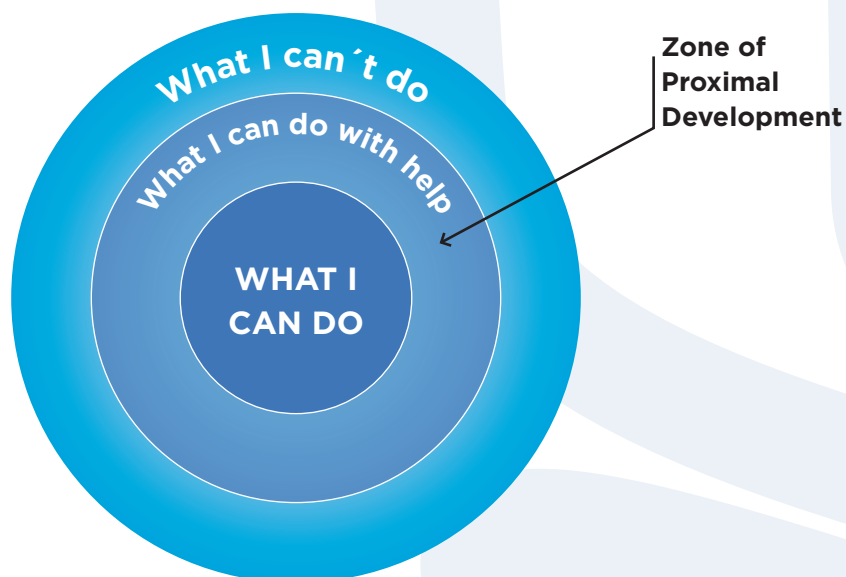 What I can´t do
What I can do with help
WHAT I
CAN DO
Zone of
Proximal
Development